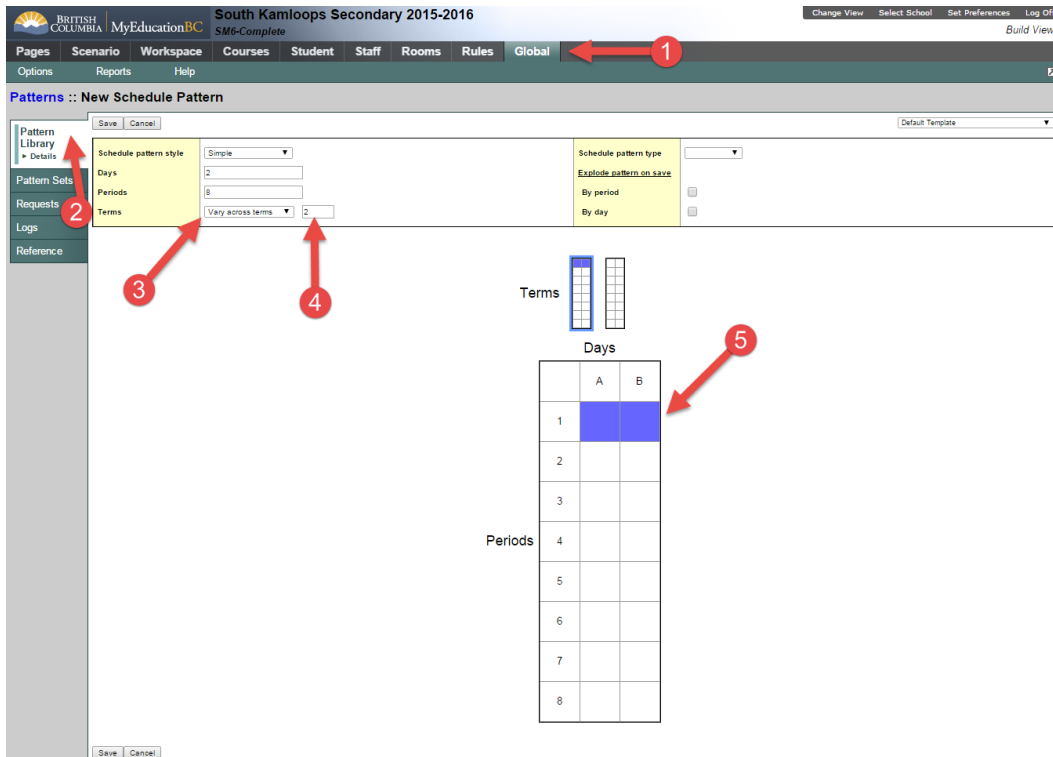 BRITISH
COLUMBIA MyEducationBC
South Kamloops Secondary 2015-2016
SM6-Complete
Change View Select School Set Preferences Log Of
Build View
Pages Scenario Workspace Courses Student Staff Rooms Rules Global
1
Options Reports Help
Patterns :: New Schedule Pattern
Pattern
Library
Details
Pattern Sets
Requests
Logs
Reference
2
Save Cancel
Default Template
Schedule pattern style Simple
Days 2
Periods 8
Terms Vary across terms 2
Schedule pattern type
Explode pattern on save
By period
By day
3
4
Terms
5
Days
A B
1
2
3
Periods 4
5
6
7
8
Save Cancel